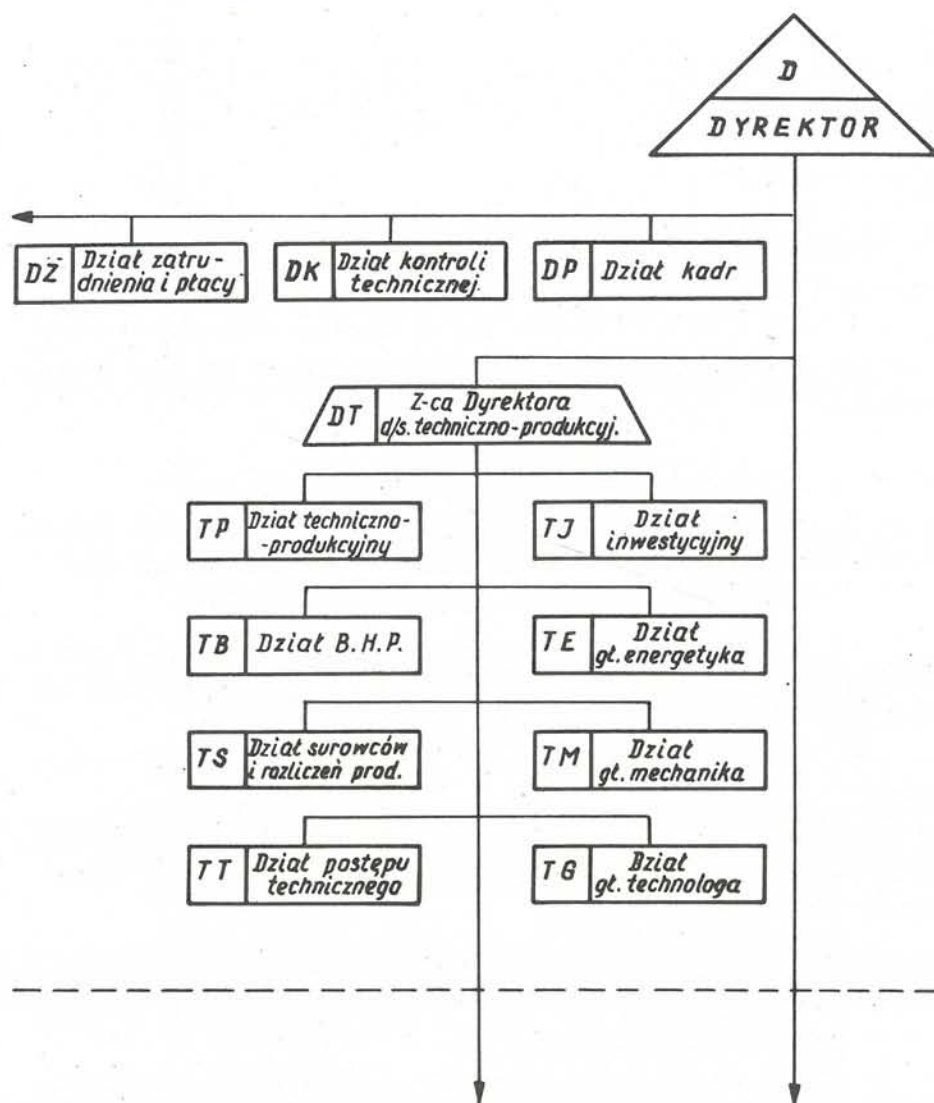 D
DYREKTOR
DŻ
Dział zatru-
dnienia i płacy
DK
Dział kontroli
technicznej.
DP
Dział kadr
DT
Z-ca Dyrektora
d/s. techniczno-produkcyj.
TP
Dział techniczno-
-produkcyjny
TJ
Dział
inwestycyjny
TB
Dział B.H.P.
TE
Dział
gł. energetyka
TS
Dział surowców
i rozliczeń prod.
TM
Dział
gł. mechanika
TT
Dział postępu
technicznego
TG
Dział
gł. technologa